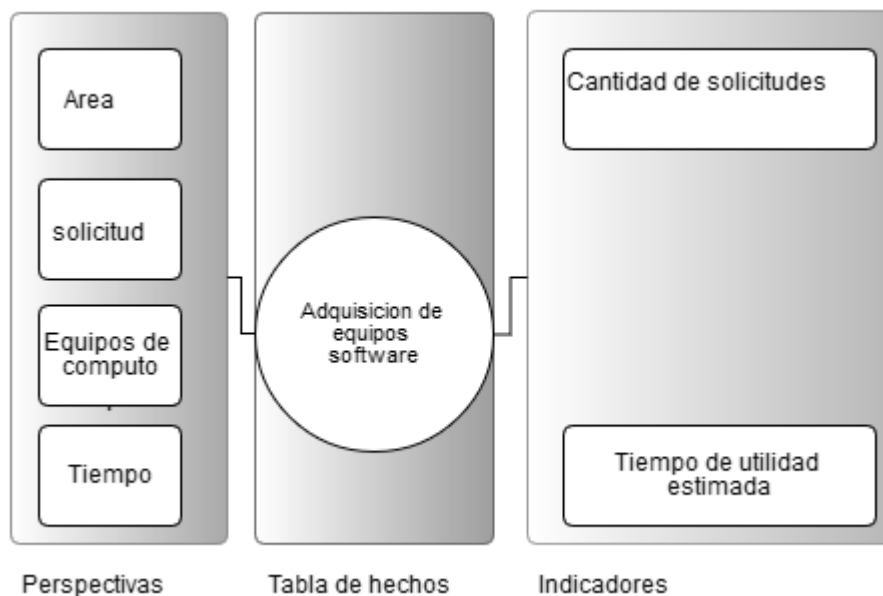 Area
solicitud
Equipos de
computo
Tiempo
Adquisicion de
equipos
software
Cantidad de solicitudes
Tiempo de utilidad
estimada
Perspectivas
Tabla de hechos
Indicadores